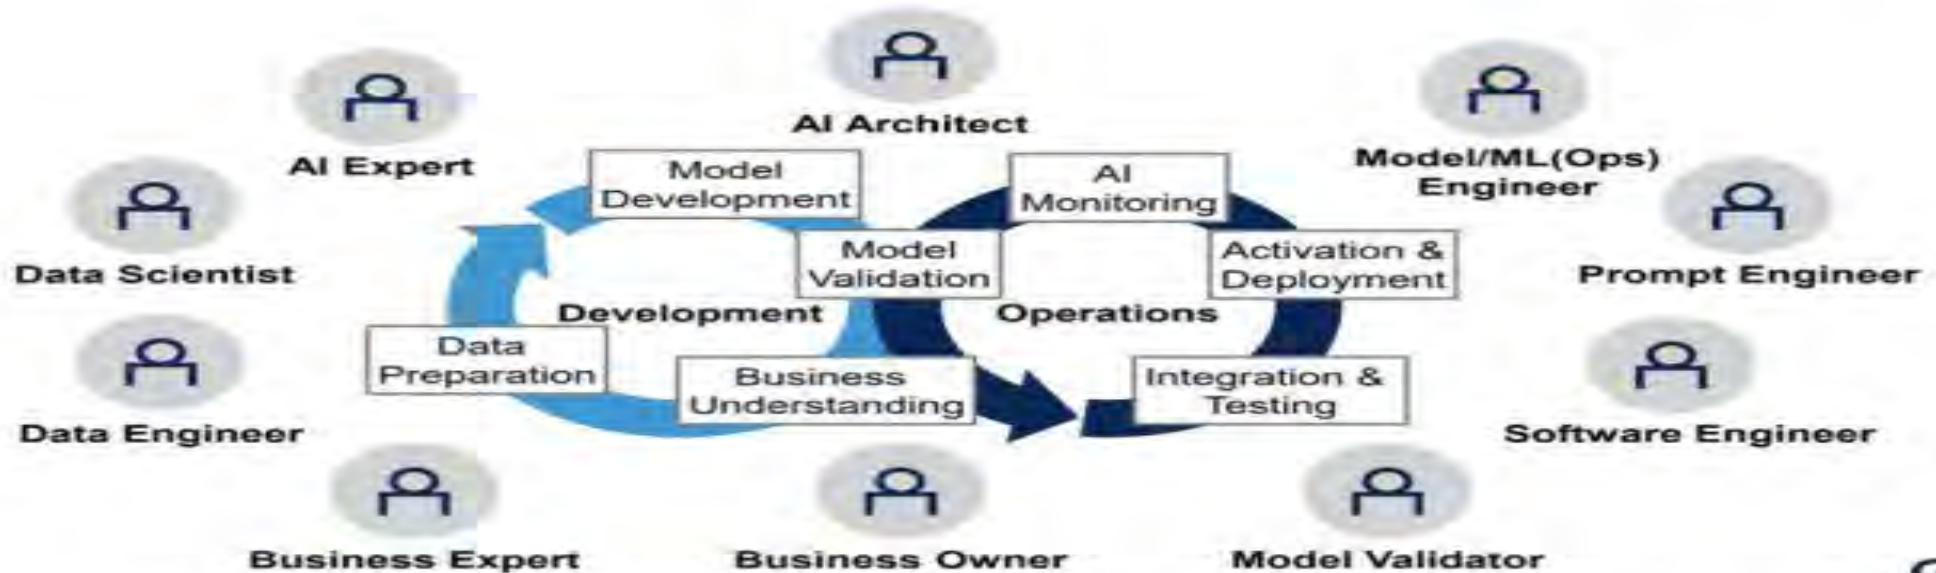 AI Architect
AI Expert
Model/ML(Ops)
Engineer
Data Scientist
Prompt Engineer
Model
Development
AI
Monitoring
Model
Validation
Activation &
Deployment
Development
Operations
Data
Preparation
Business
Understanding
Integration &
Testing
Data Engineer
Software Engineer
Business Expert
Business Owner
Model Validator